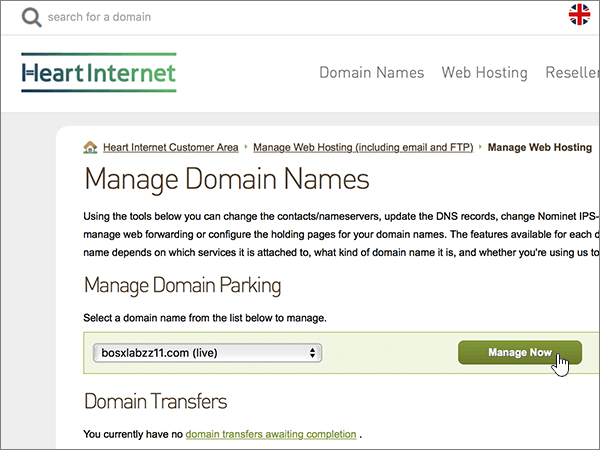 search for a domain
Heart Internet
Domain Names Web Hosting Reseller
Heart Internet Customer Area Manage Web Hosting (including email and FTP) Manage Web Hosting
Manage Domain Names
Using the tools below you can change the contacts/nameservers, update the DNS records, change Nominet IPS-
manage web forwarding or configure the holding pages for your domain names. The features available for each d
name depends on which services it is attached to, what kind of domain name it is, and whether you're using us to
Manage Domain Parking
Select a domain name from the list below to manage.
bosxlabzz11.com (live) Manage Now
Domain Transfers
You currently have no domain transfers awaiting completion .